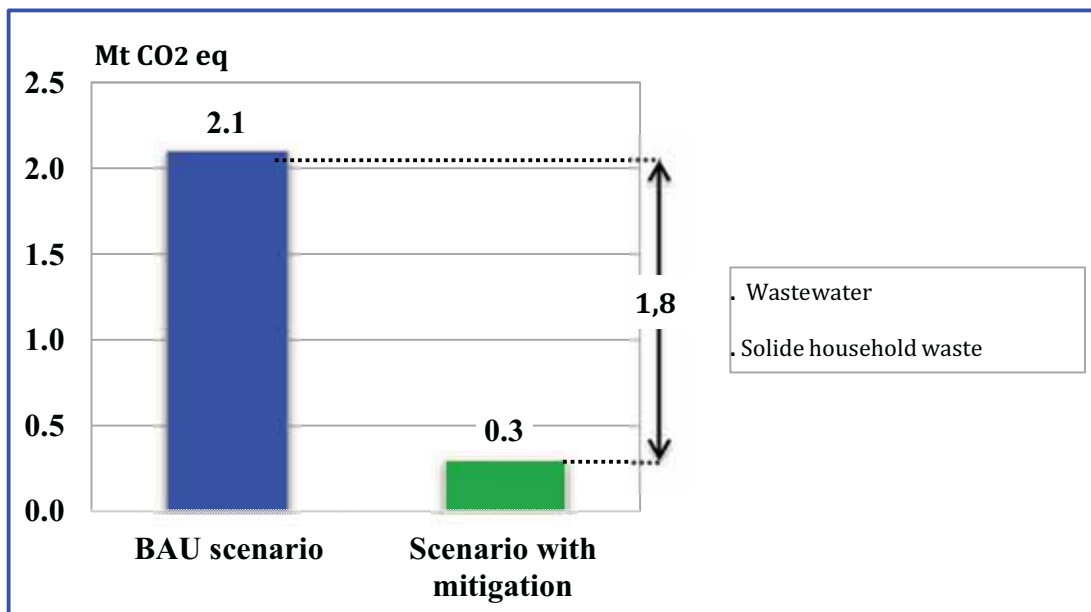 Mt CO2 eq
2.5
2.0
1.5
1.0
0.5
0.0
2.1
0.3
1,8
BAU scenario
Scenario with
mitigation
. Wastewater
. Solide household waste